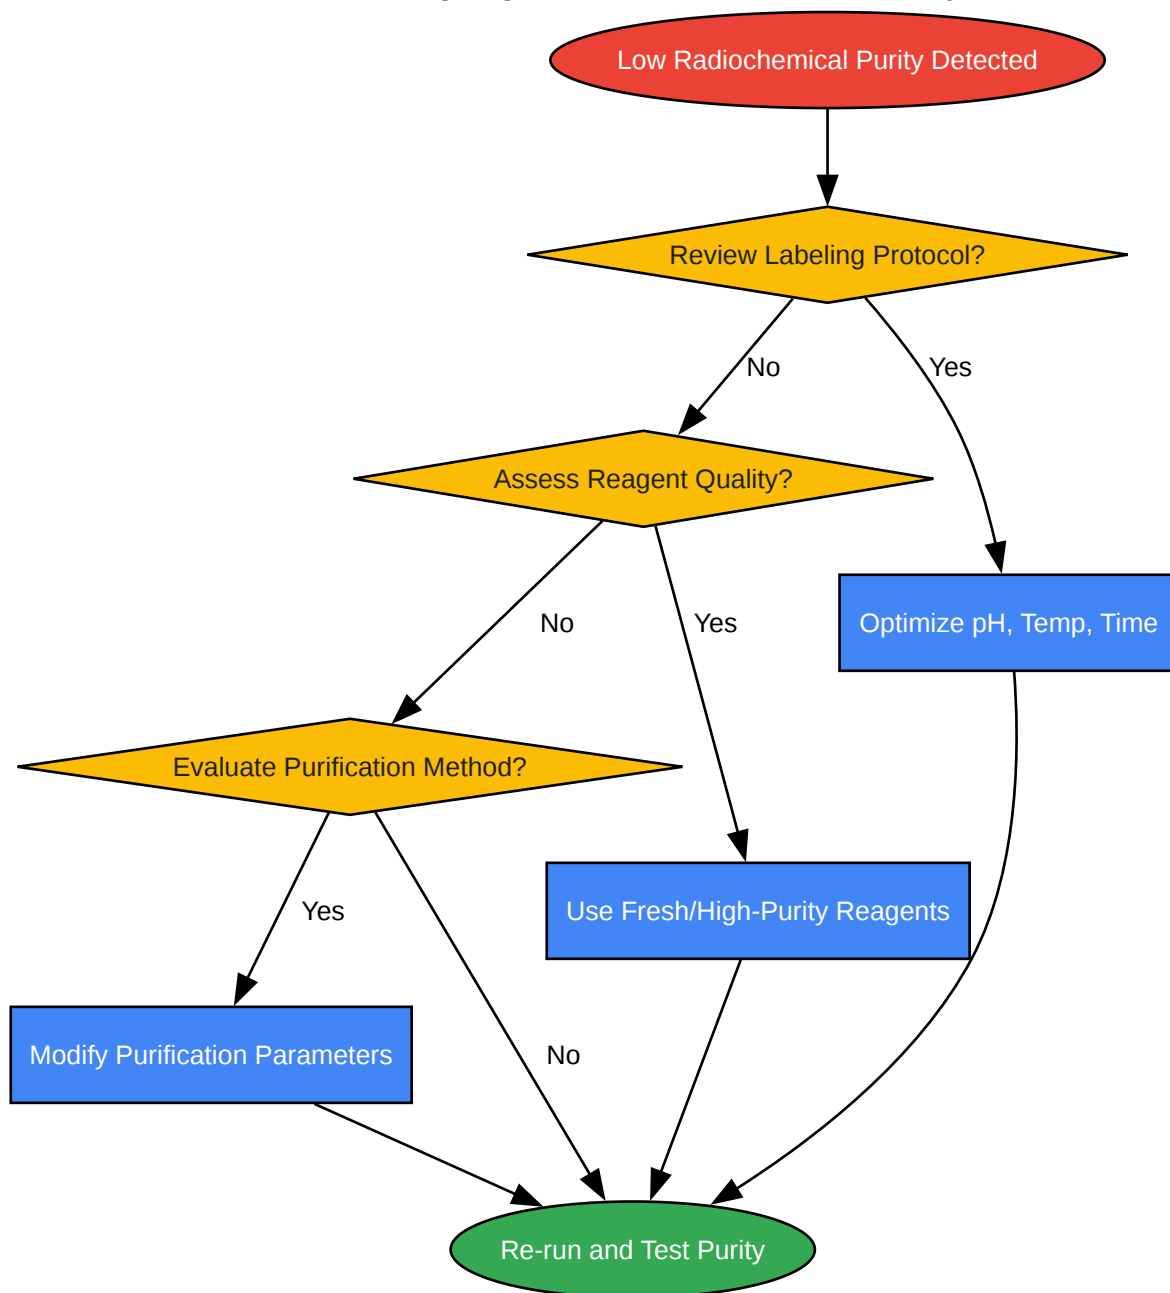 Low Radiochemical Purity Detected
Review Labeling Protocol?
No
Yes
Assess Reagent Quality?
No
Yes
Optimize pH, Temp, Time
Evaluate Purification Method?
Yes
Use Fresh/High-Purity Reagents
Modify Purification Parameters
No
Re-run and Test Purity